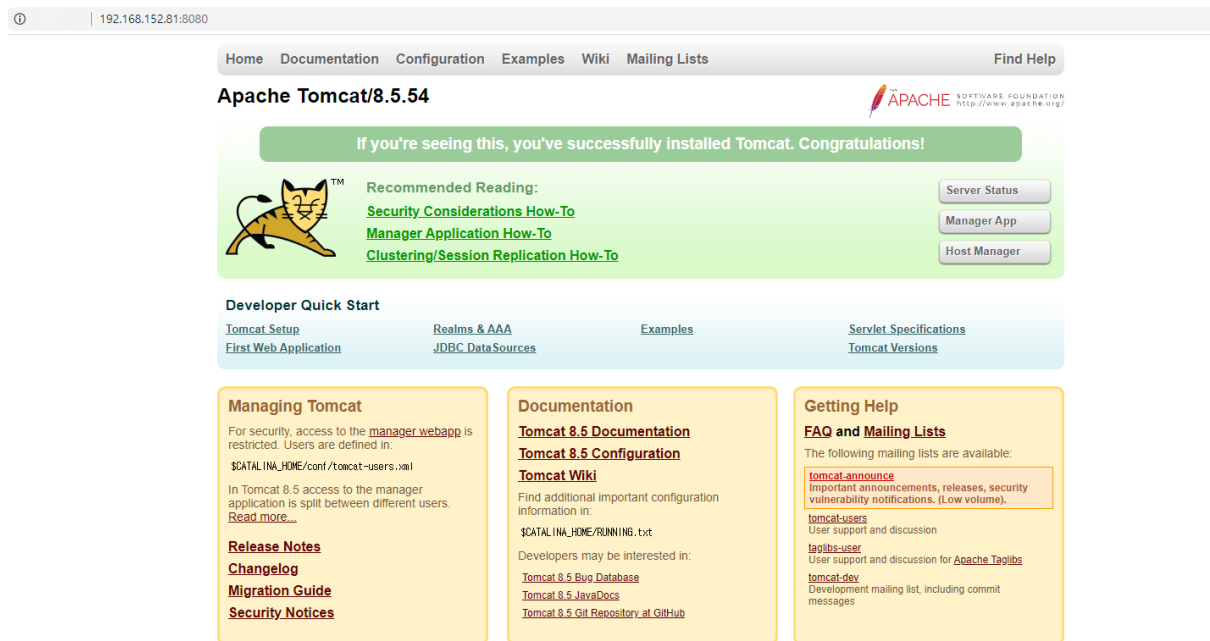 192.168.152.81:8080
Home Documentation Configuration Examples Wiki Mailing Lists Find Help
Apache Tomcat/8.5.54
THE APACHE SOFTWARE FOUNDATION
http://www.apache.org/
If you're seeing this, you've successfully installed Tomcat. Congratulations!
TM
Recommended Reading:
Security Considerations How-To
Manager Application How-To
Clustering/Session Replication How-To
Server Status
Manager App
Host Manager
Developer Quick Start
Tomcat Setup
First Web Application
Realms & AAA
JDBC DataSources
Examples
Servlet Specifications
Tomcat Versions
Managing Tomcat
For security, access to the manager webapp is
restricted. Users are defined in:
$CATALINA_HOME/conf/tomcat-users.xml
In Tomcat 8.5 access to the manager
application is split between different users.
Read more...
Release Notes
Changelog
Migration Guide
Security Notices
Documentation
Tomcat 8.5 Documentation
Tomcat 8.5 Configuration
Tomcat Wiki
Find additional important configuration
information in:
$CATALINA_HOME/RUNNING.txt
Developers may be interested in:
Tomcat 8.5 Bug Database
Tomcat 8.5 JavaDocs
Tomcat 8.5 Git Repository at GitHub
Getting Help
FAQ and Mailing Lists
The following mailing lists are available:
tomcat-announce
Important announcements, releases, security
vulnerability notifications. (Low volume).
tomcat-users
User support and discussion
taglibs-user
User support and discussion for Apache Taglibs
tomcat-dev
Development mailing list, including commit
messages